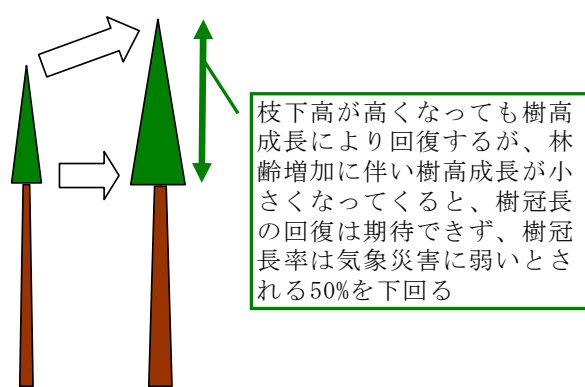 枝下高が高くなっても樹高
成長により回復するが、林
齢増加に伴い樹高成長が小
さくなってくると、樹冠長
の回復は期待できず、樹冠
長率は気象災害に弱いとさ
れる50%を下回る